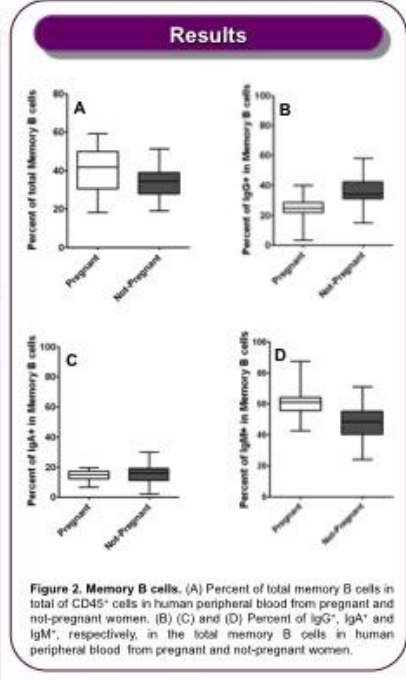 Results
A
Percent of total Memory B cells
80
60
40
20
0
Pregnant
Not-Pregnant
B
Percent of IgG+ in Memory B cells
100
80
60
40
20
0
Pregnant
Not-Pregnant
C
Percent of IgA+ in Memory B cells
100
80
60
40
20
0
Pregnant
Not-Pregnant
D
Percent of IgM+ in Memory B cells
100
80
60
40
20
0
Pregnant
Not-Pregnant
Figure 2. Memory B cells. (A) Percent of total memory B cells in
total of CD45⁺ cells in human peripheral blood from pregnant and
not-pregnant women. (B) (C) and (D) Percent of IgG⁺, IgA⁺ and
IgM⁺, respectively, in the total memory B cells in human
peripheral blood from pregnant and not-pregnant women.